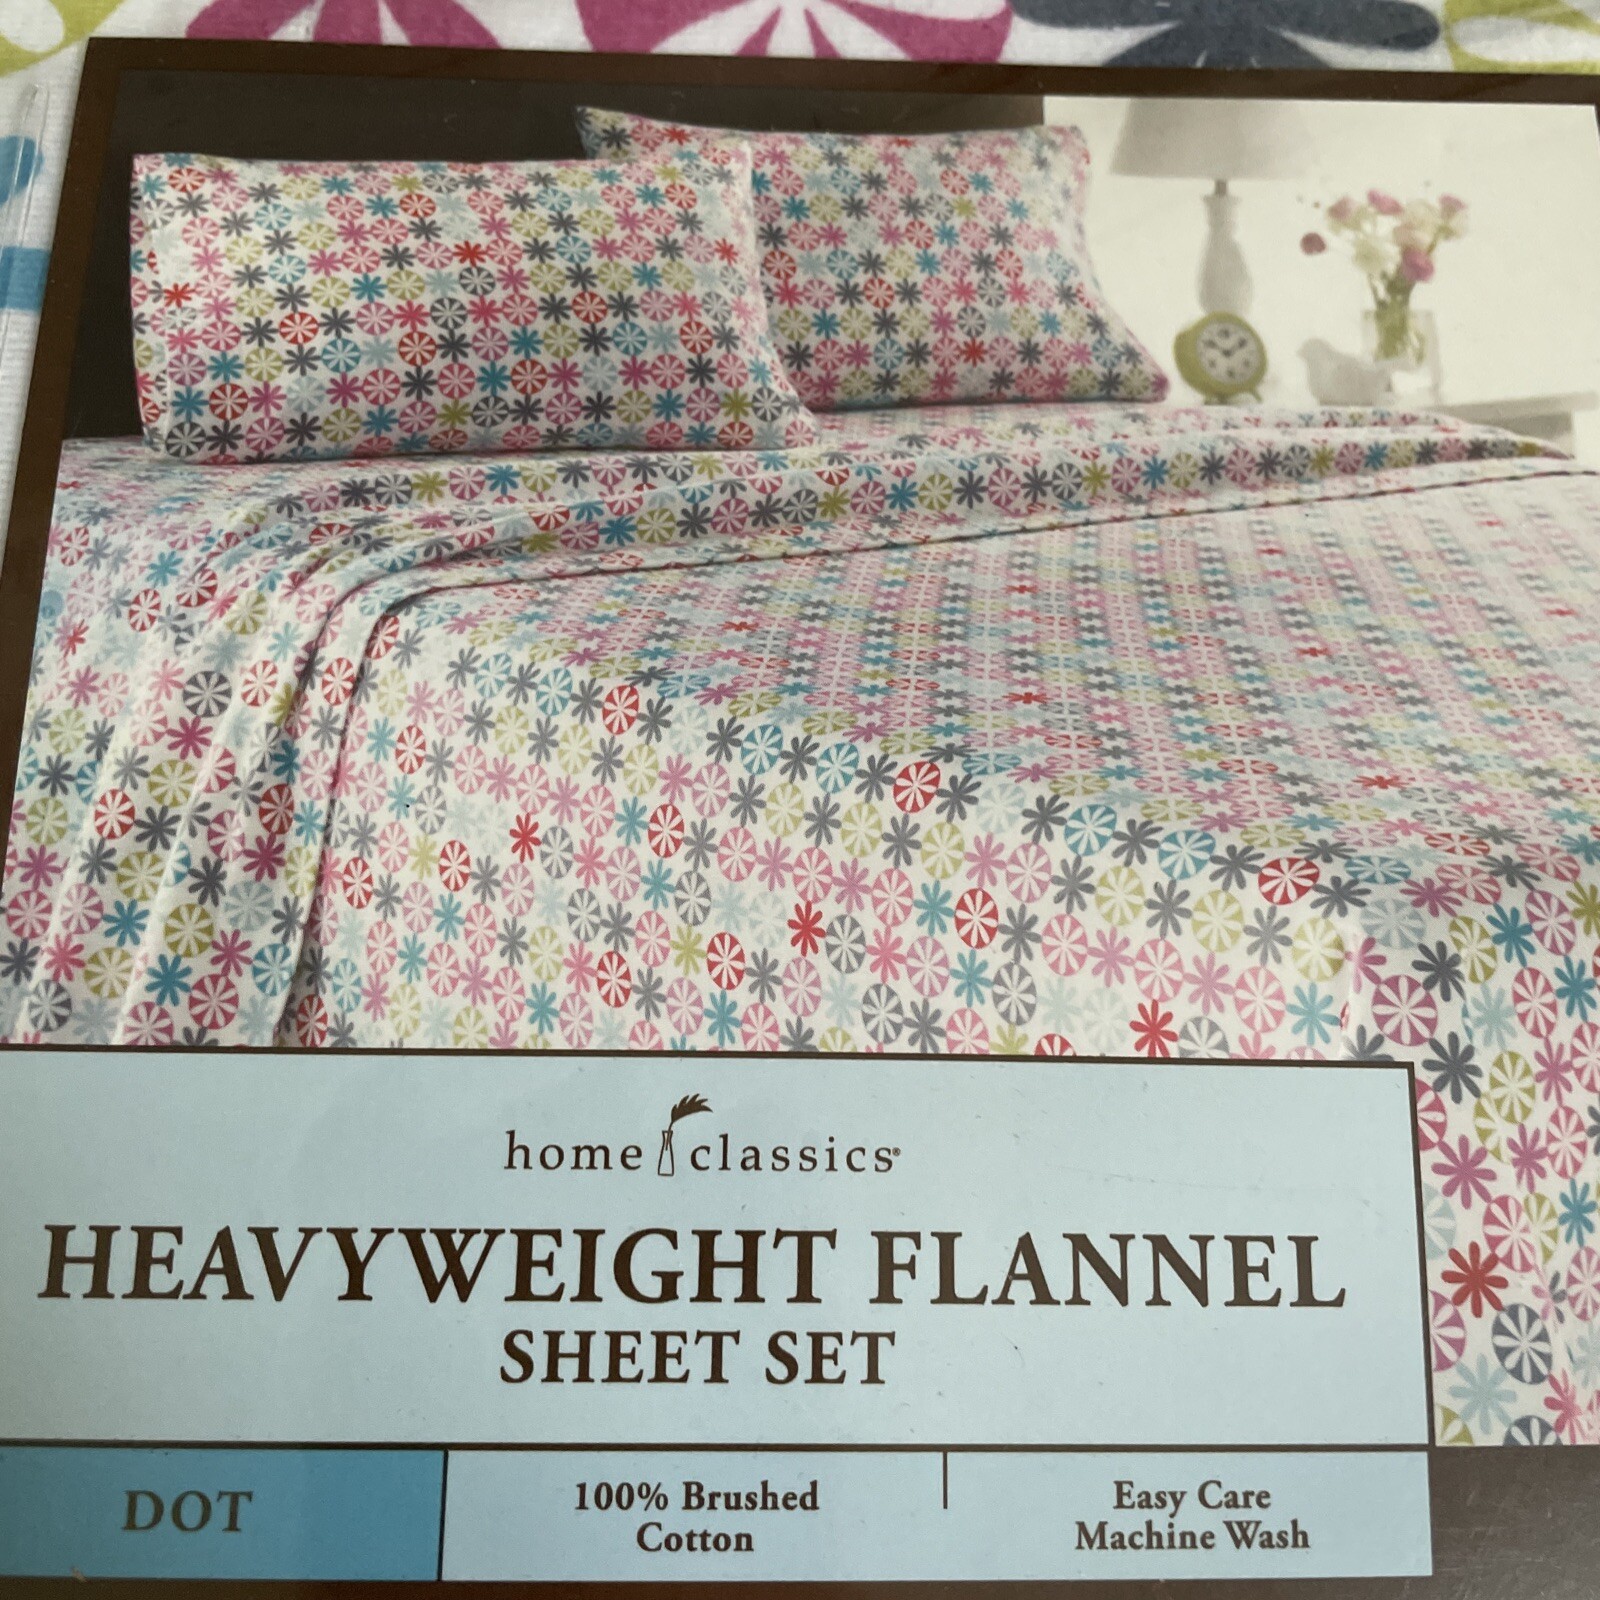 home classics®
HEAVYWEIGHT FLANNEL
SHEET SET
DOT
100% Brushed
Cotton
Easy Care
Machine Wash